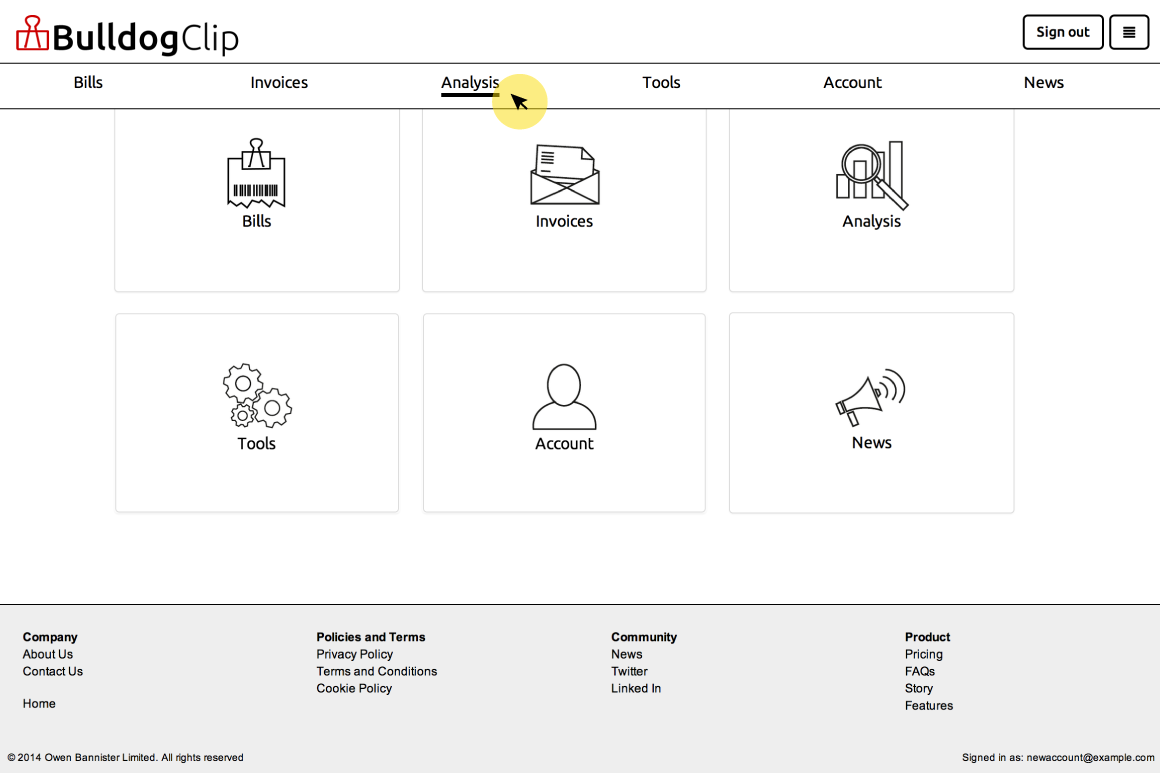 BulldogClip
Sign out
Bills Invoices Analysis Tools Account News
Bills Invoices Analysis
Tools Account News
Company
About Us
Contact Us
Home
Policies and Terms
Privacy Policy
Terms and Conditions
Cookie Policy
Community
News
Twitter
Linked In
Product
Pricing
FAQs
Story
Features
© 2014 Owen Bannister Limited. All rights reserved
Signed in as: newaccount@example.com